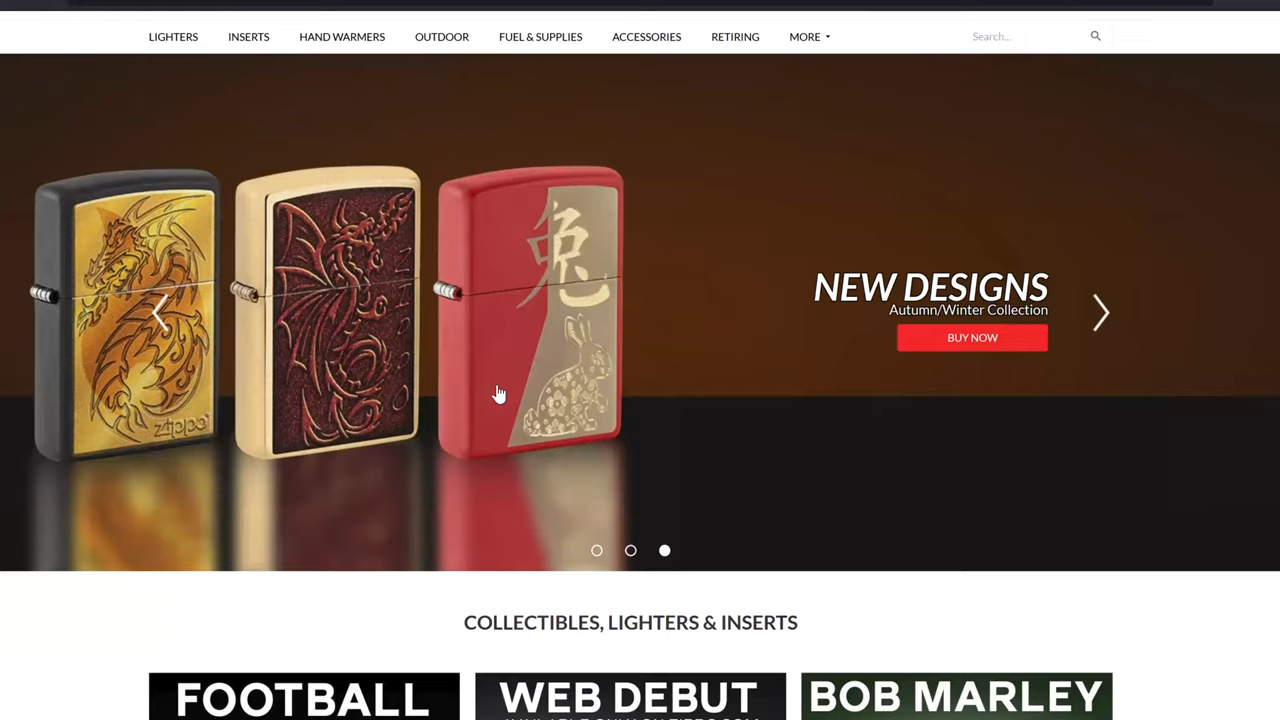 LIGHTERS INSERTS HAND WARMERS OUTDOOR FUEL & SUPPLIES ACCESSORIES RETIRING MORE Search...
zippo
ZIPPO
兔
NEW DESIGNS
Autumn/Winter Collection
BUY NOW
COLLECTIBLES, LIGHTERS & INSERTS
FOOTBALL WEB DEBUT BOB MARLEY